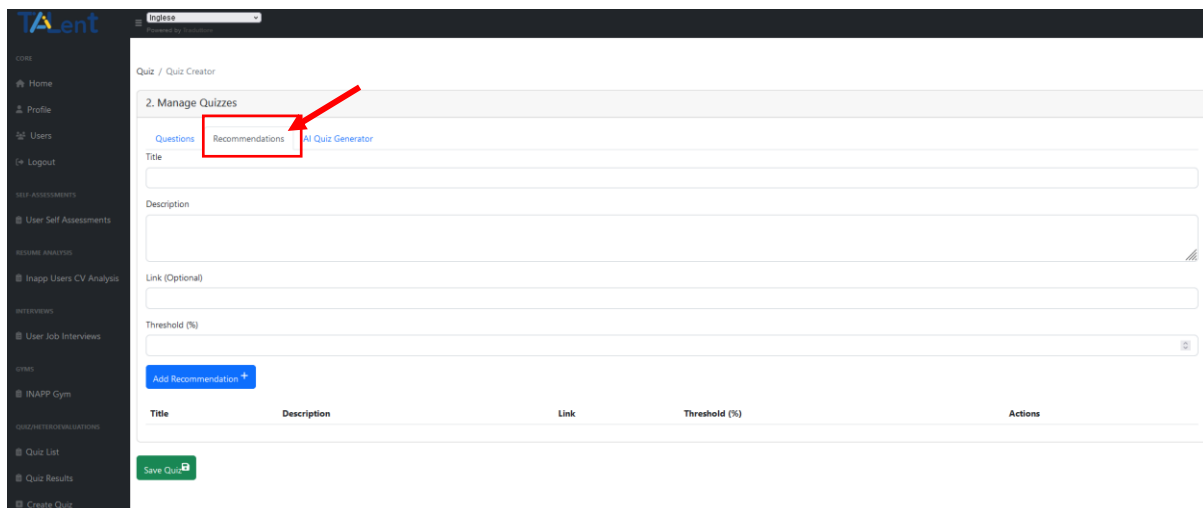 TALent
Inglese
Powered by Traduttore
CORE
Home
Profile
Users
Logout
SELF-ASSESSMENTS
User Self Assessments
RESUME ANALYSIS
Inapp Users CV Analysis
INTERVIEWS
User Job Interviews
GYMS
INAPP Gym
QUIZ/HETEROEVALUATIONS
Quiz List
Quiz Results
Create Quiz
Quiz / Quiz Creator
2. Manage Quizzes
Questions Recommendations AI Quiz Generator
Title
Description
Link (Optional)
Threshold (%)
Add Recommendation +
Title Description Link Threshold (%) Actions
Save Quiz